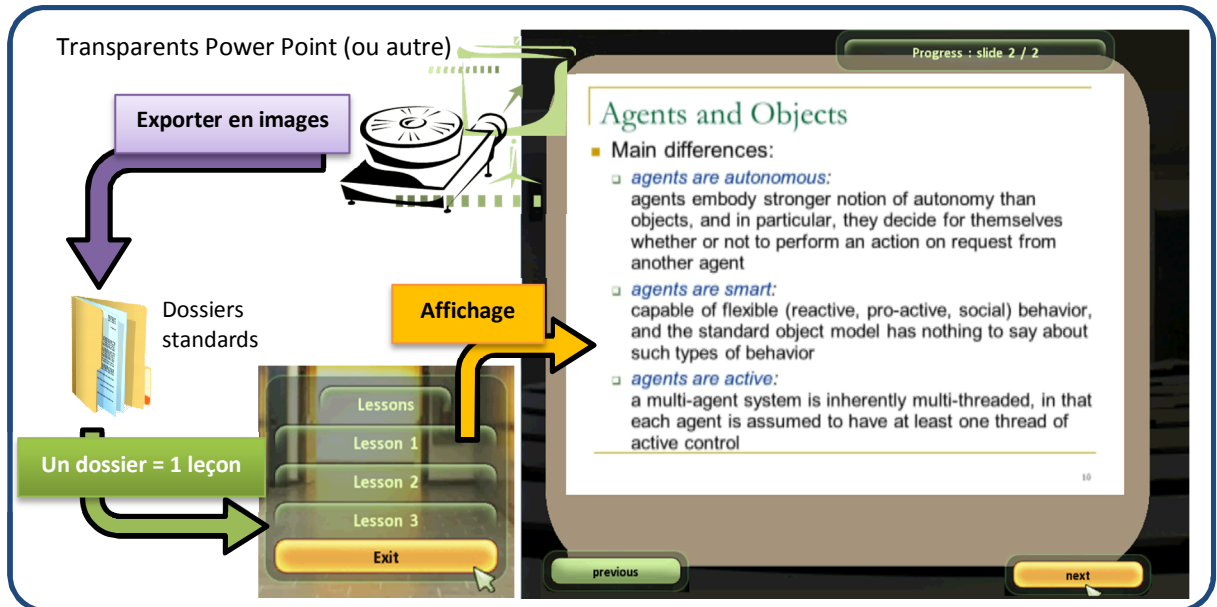 Transparents Power Point (ou autre)
Exporter en images
Dossiers
standards
Un dossier = 1 leçon
Lessons
Lesson 1
Lesson 2
Lesson 3
Exit
Affichage
Progress : slide 2 / 2
Agents and Objects
Main differences:
agents are autonomous:
agents embody stronger notion of autonomy than
objects, and in particular, they decide for themselves
whether or not to perform an action on request from
another agent
agents are smart:
capable of flexible (reactive, pro-active, social) behavior,
and the standard object model has nothing to say about
such types of behavior
agents are active:
a multi-agent system is inherently multi-threaded, in that
each agent is assumed to have at least one thread of
active control
10
previous
next